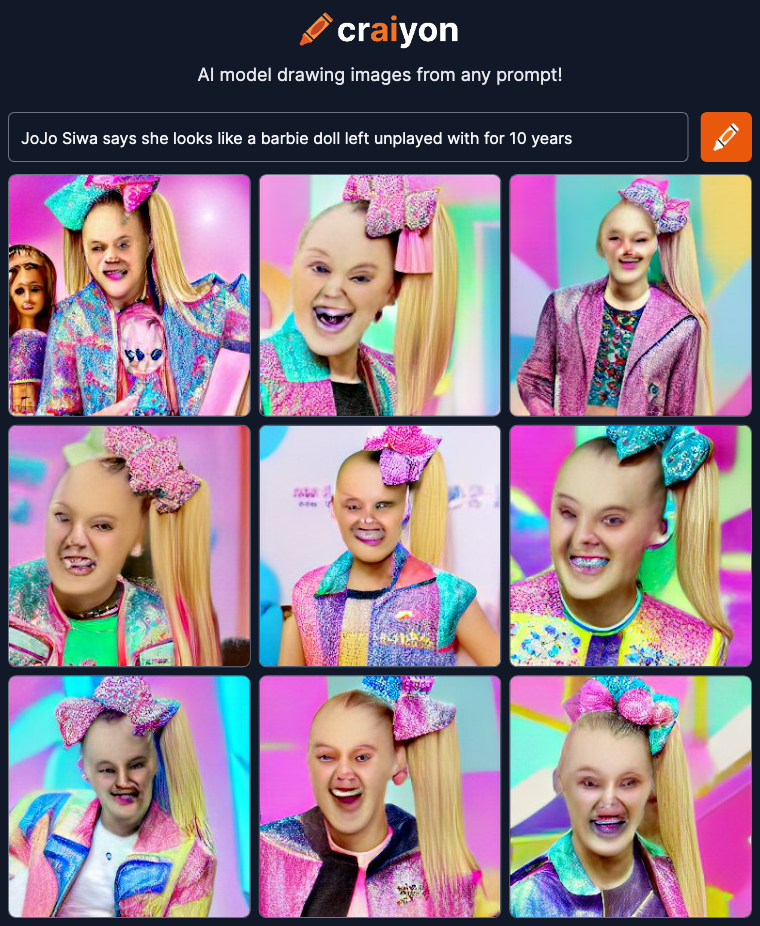 craiyon
AI model drawing images from any prompt!
JoJo Siwa says she looks like a barbie doll left unplayed with for 10 years